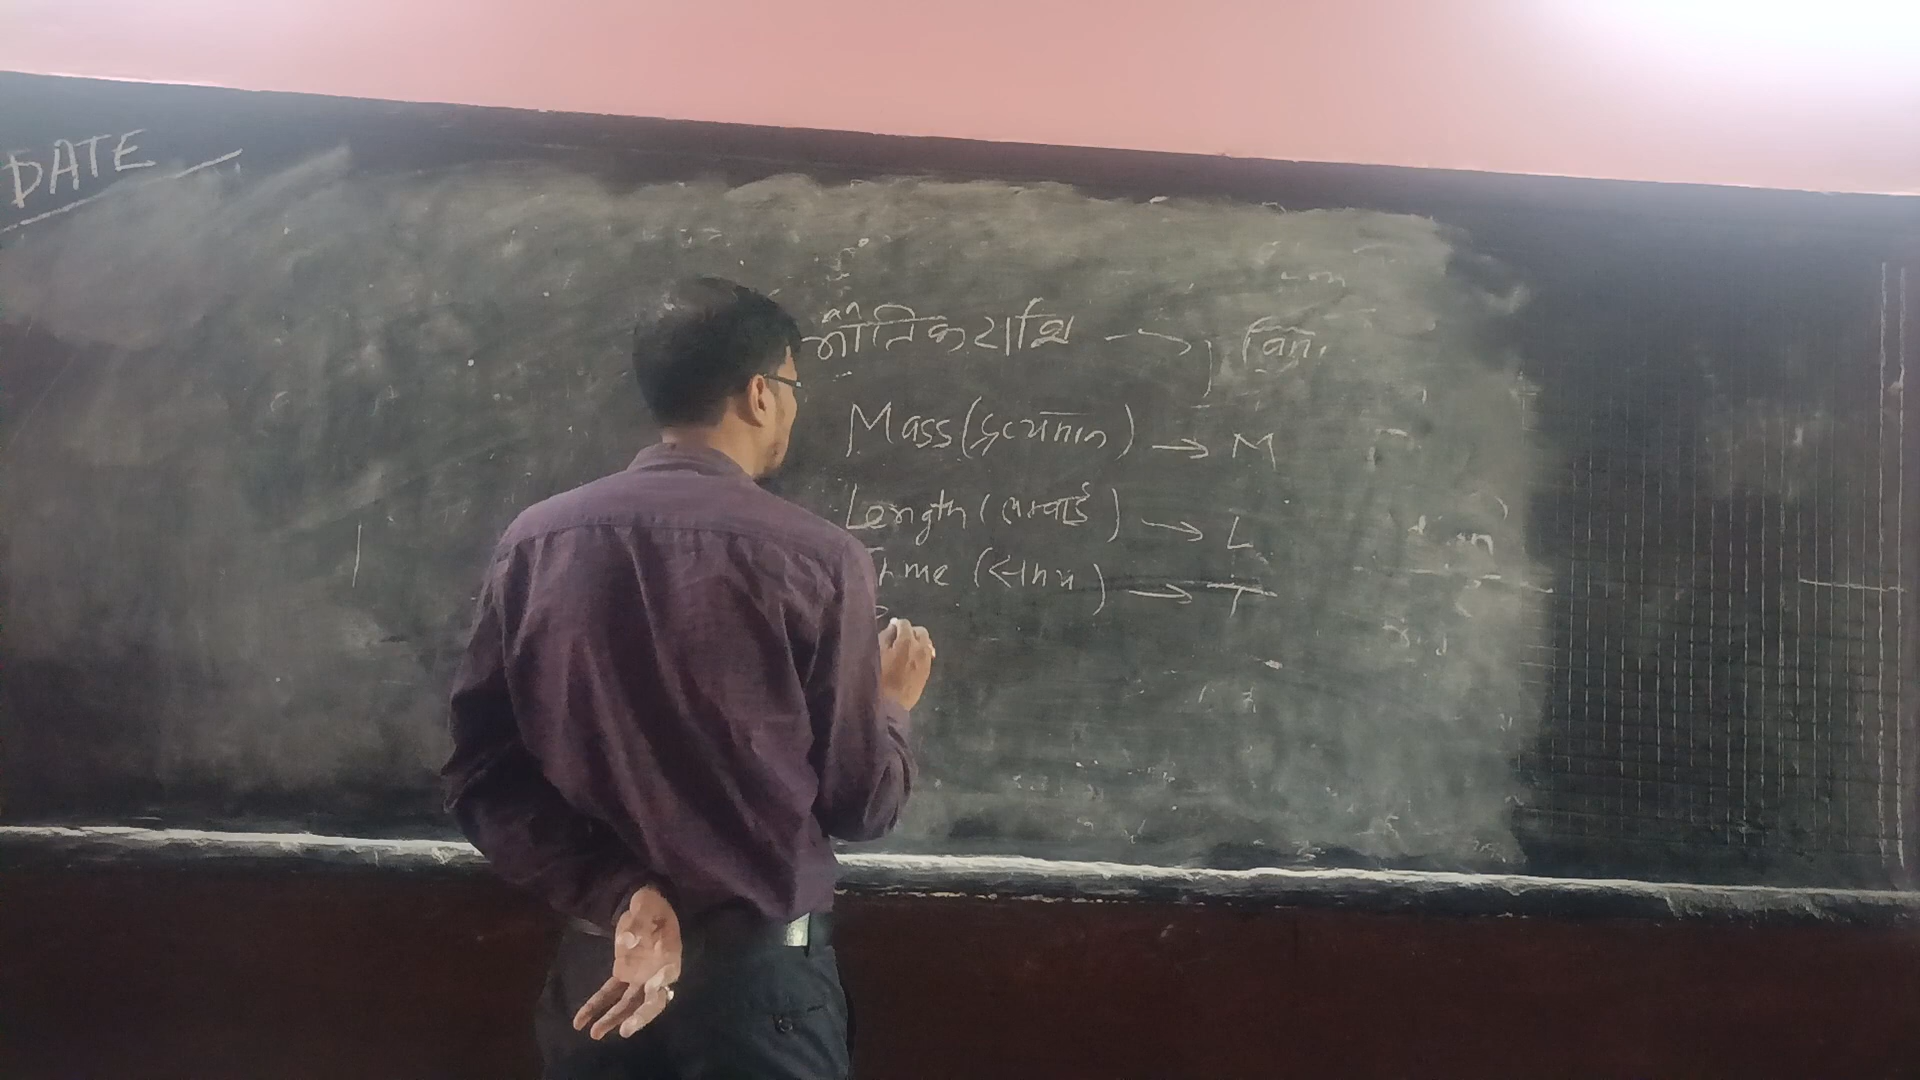 DATE
भौतिक राशि → विमा
Mass (द्रव्यमान) → M
Length (लम्बाई) → L
Time (समय) → T